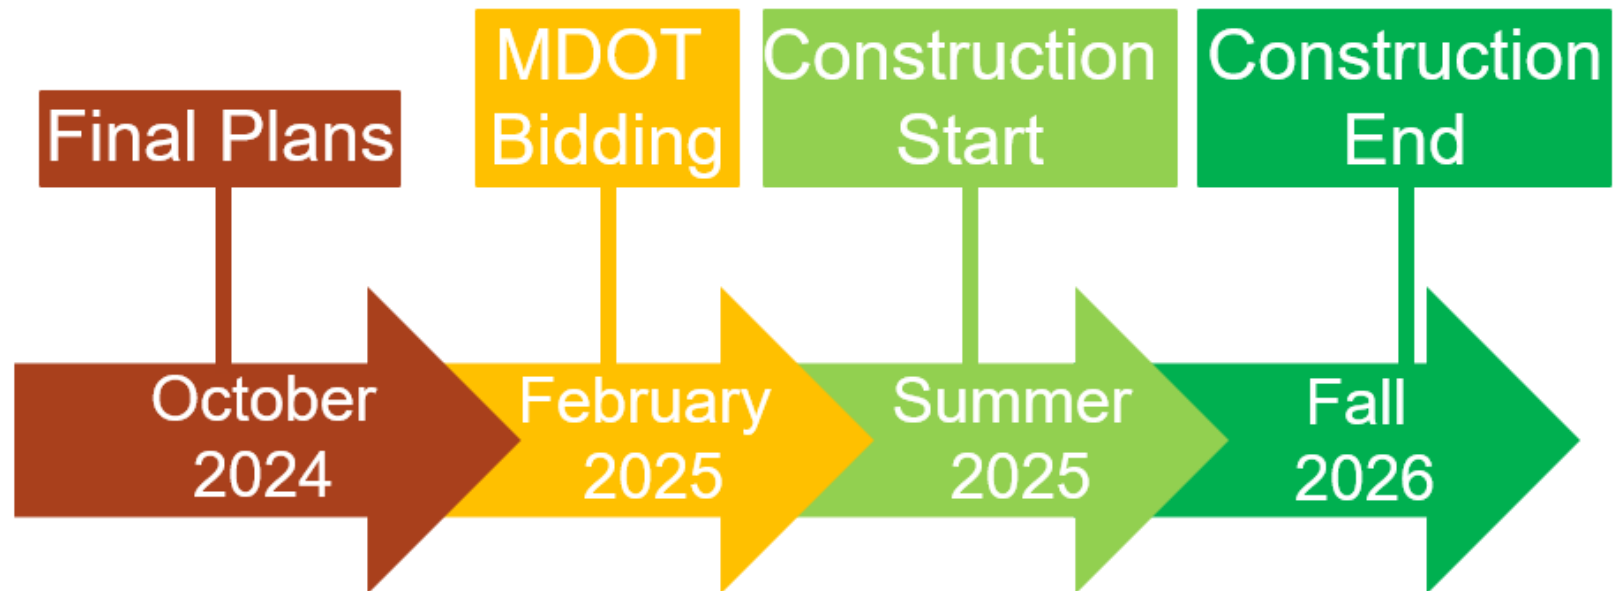 Final Plans
MDOT
Bidding
Construction
Start
Construction
End
October
2024
February
2025
Summer
2025
Fall
2026